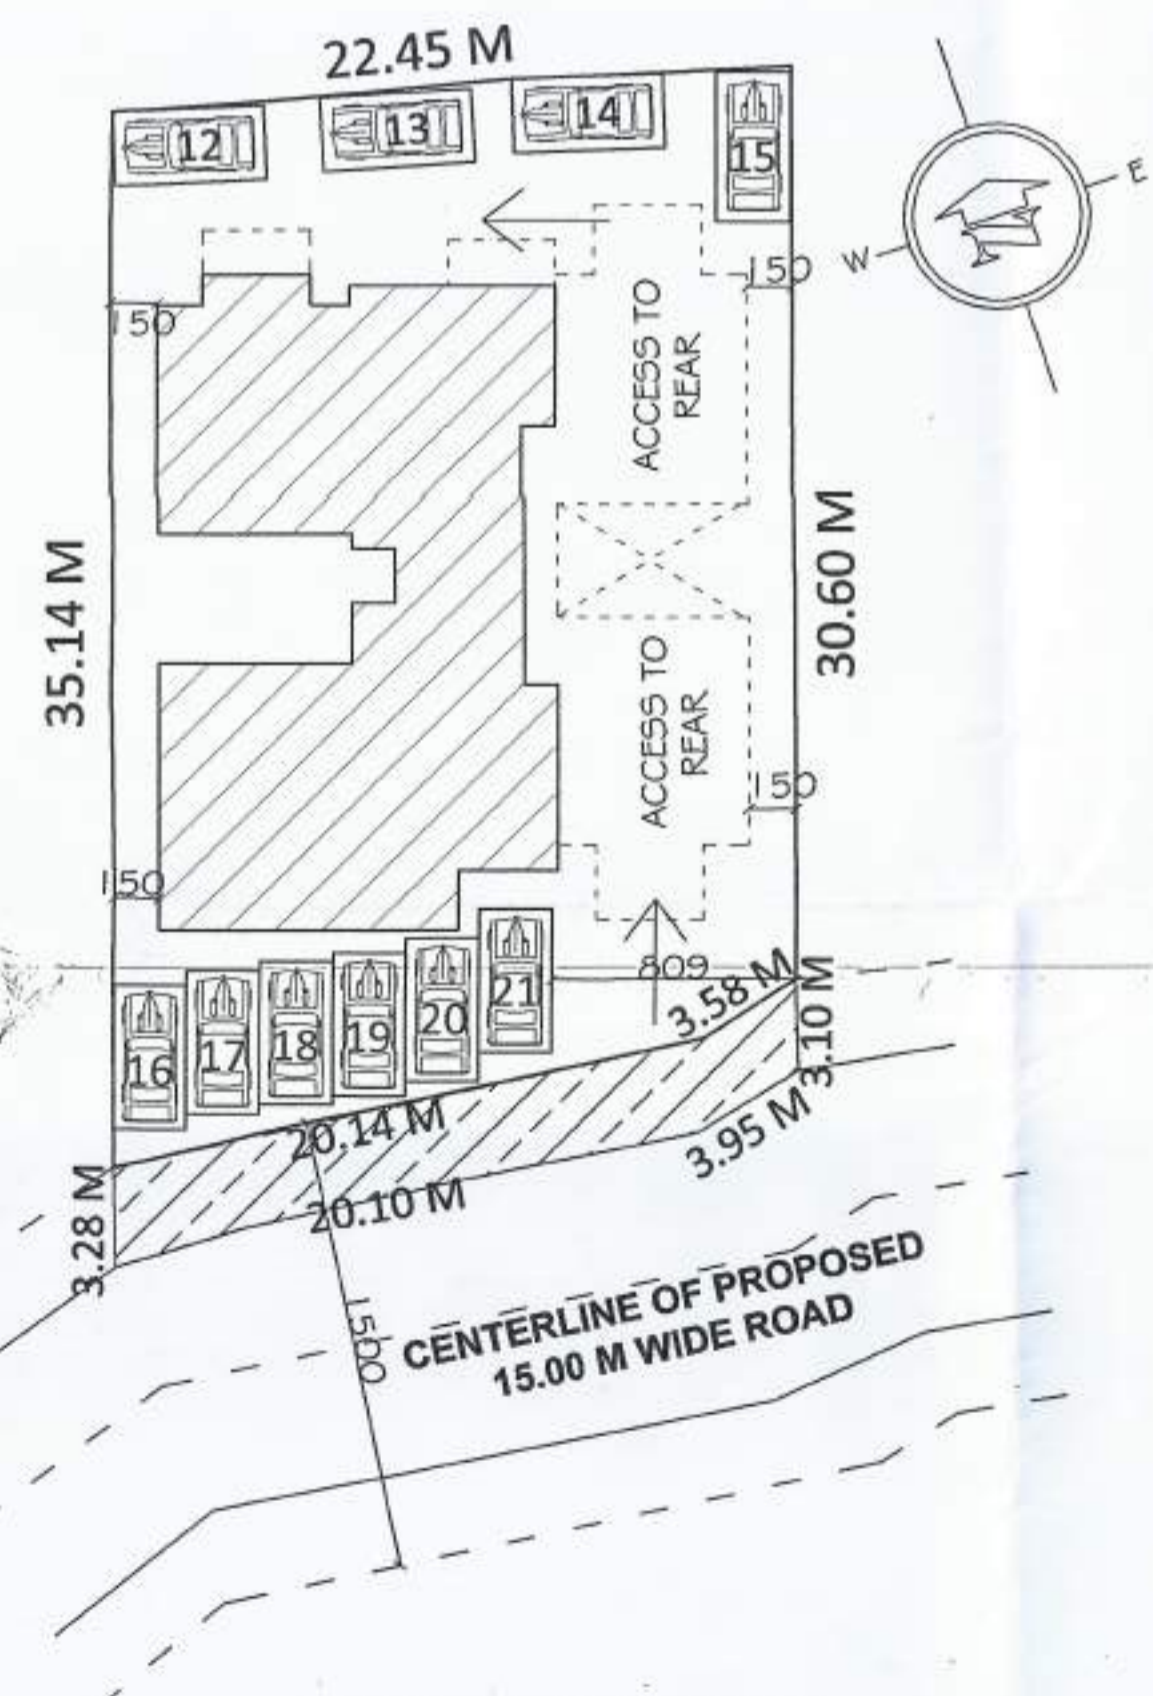 22.45 M
12
13
14
15
E
W
150
150
ACCESS TO
REAR
35.14 M
30.60 M
ACCESS TO
REAR
150
150
809
3.58 M
3.10 M
21
20
19
18
17
16
20.14 M
3.95 M
3.28 M
20.10 M
1500
CENTERLINE OF PROPOSED
15.00 M WIDE ROAD